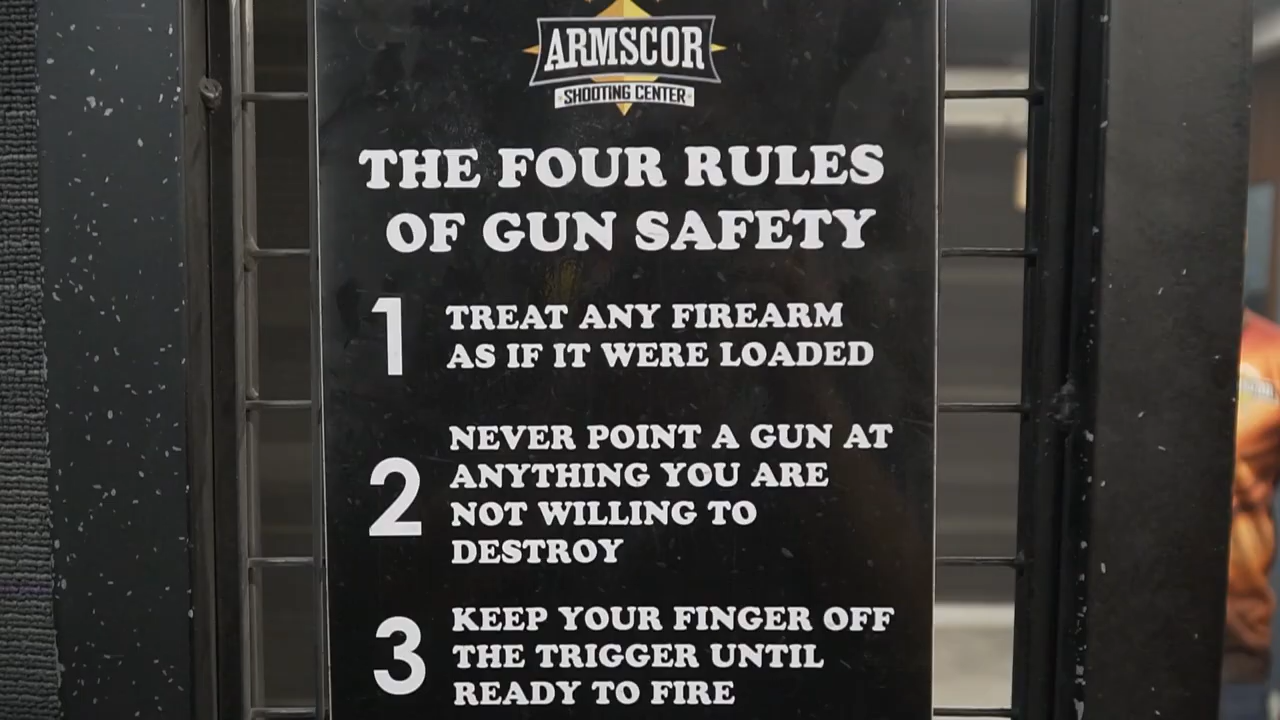 ARMSCOR
SHOOTING CENTER
THE FOUR RULES
OF GUN SAFETY
1 TREAT ANY FIREARM
AS IF IT WERE LOADED
2 NEVER POINT A GUN AT
ANYTHING YOU ARE
NOT WILLING TO
DESTROY
3 KEEP YOUR FINGER OFF
THE TRIGGER UNTIL
READY TO FIRE